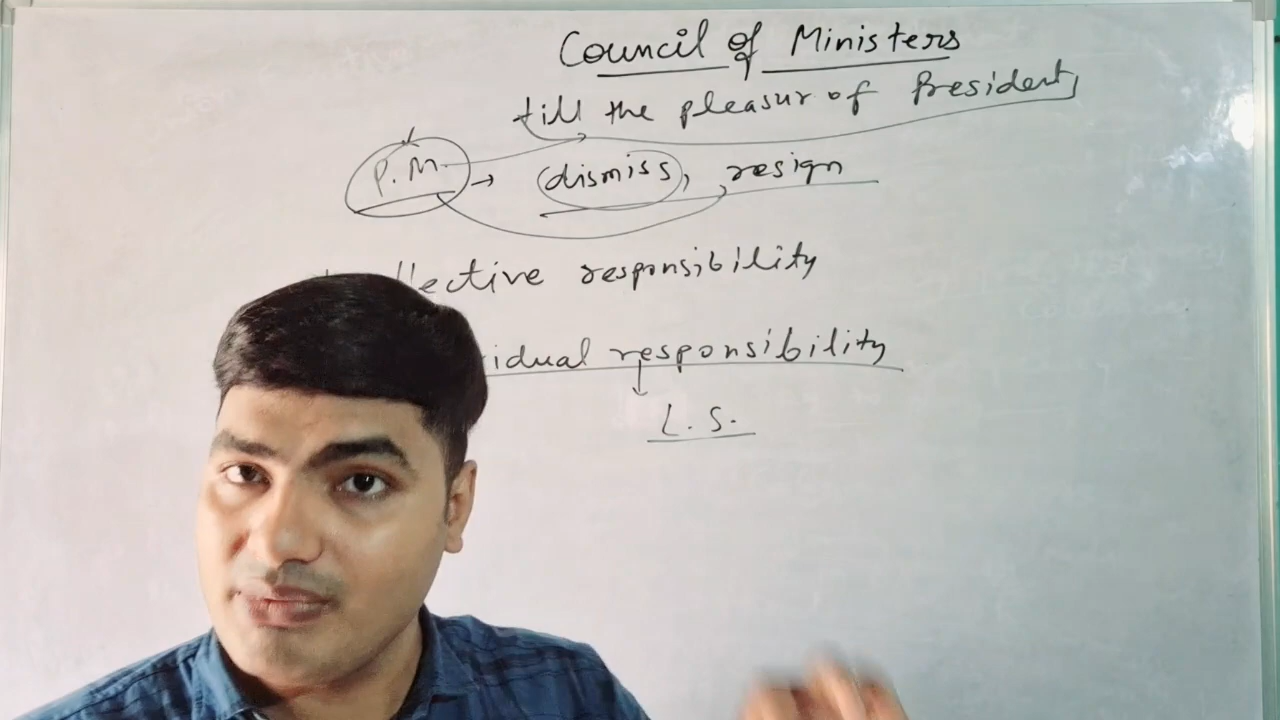 Council of Ministers
till the pleasur of President
P.M. → dismiss, resign
llective responsibility
idual responsibility
L.S.